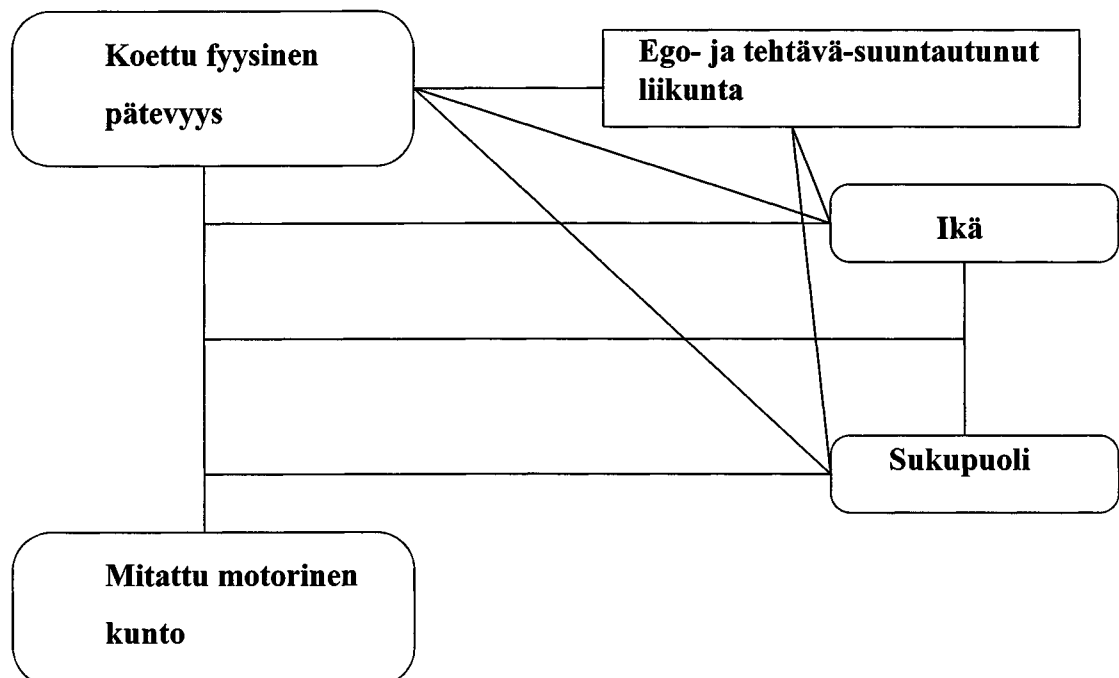 Koettu fyysinen
pätevyys
Ego- ja tehtävä-suuntautunut
liikunta
Ikä
Sukupuoli
Mitattu motorinen
kunto